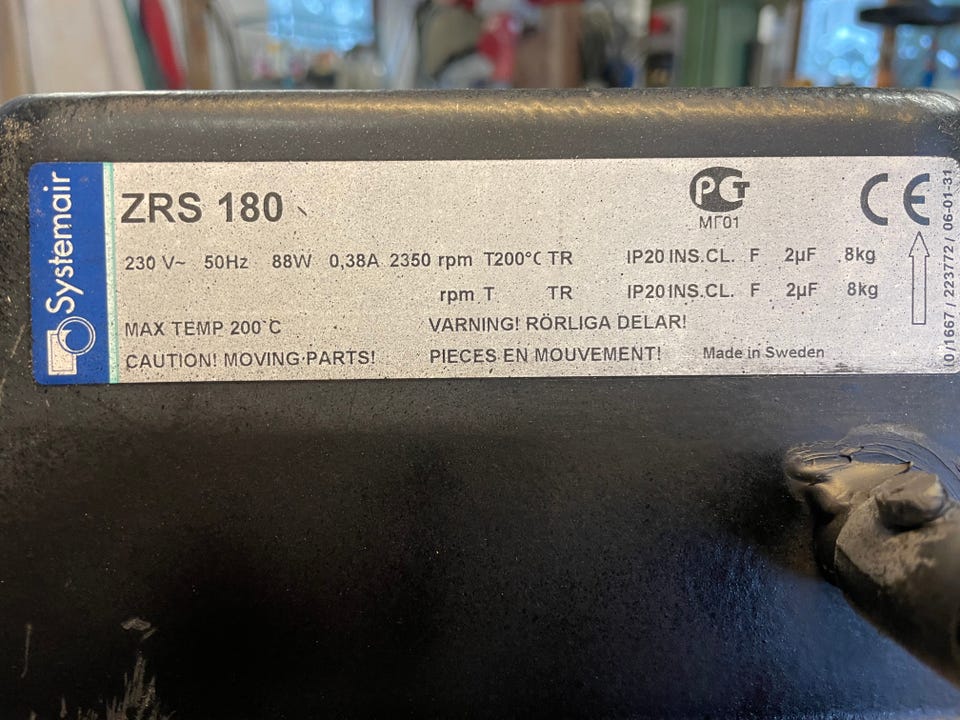 Systemair
ZRS 180
PCT
МГ01
CE
230 V~ 50Hz 88W 0,38A 2350 rpm T200°C TR IP20 INS.CL. F 2µF 8kg
rpm T TR IP20 INS.CL. F 2µF 8kg
MAX TEMP 200°C VARNING! RÖRLIGA DELAR!
CAUTION! MOVING PARTS! PIECES EN MOUVEMENT! Made in Sweden
/1667 / 223772 / 06-01-31